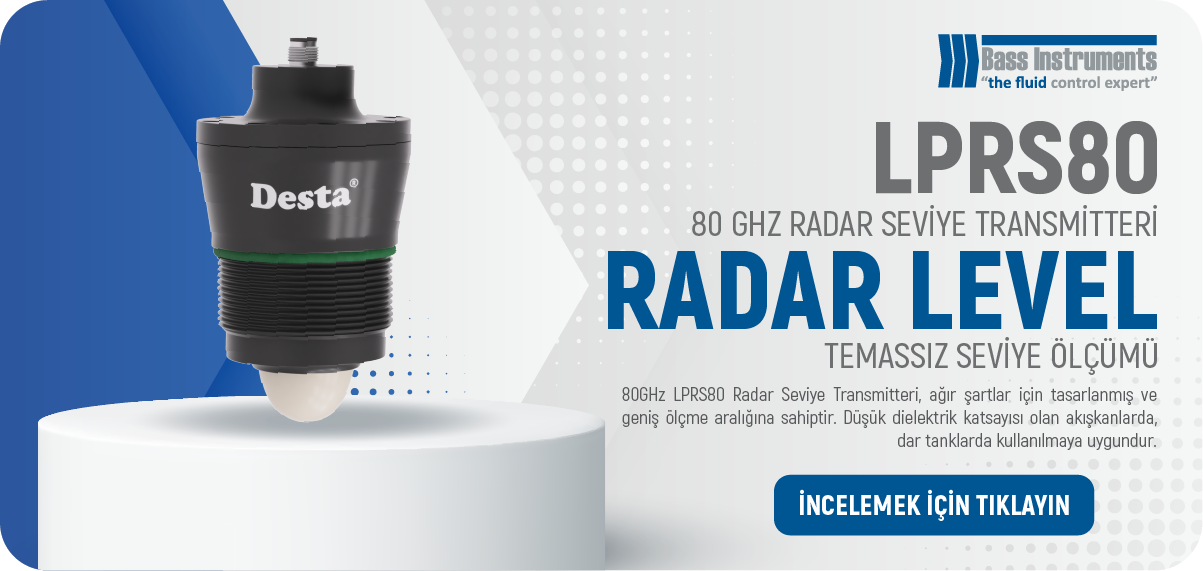 Bass Instruments
“the fluid control expert”
Desta®
LPRS80
80 GHZ RADAR SEVİYE TRANSMİTTERİ
RADAR LEVEL
TEMASSIZ SEVİYE ÖLÇÜMÜ
80GHz LPRS80 Radar Seviye Transmitteri, ağır şartlar için tasarlanmış ve
geniş ölçme aralığına sahiptir. Düşük dielektrik katsayısı olan akışkanlarda,
dar tanklarda kullanılmaya uygundur.
İNCELEMEK İÇİN TIKLAYIN